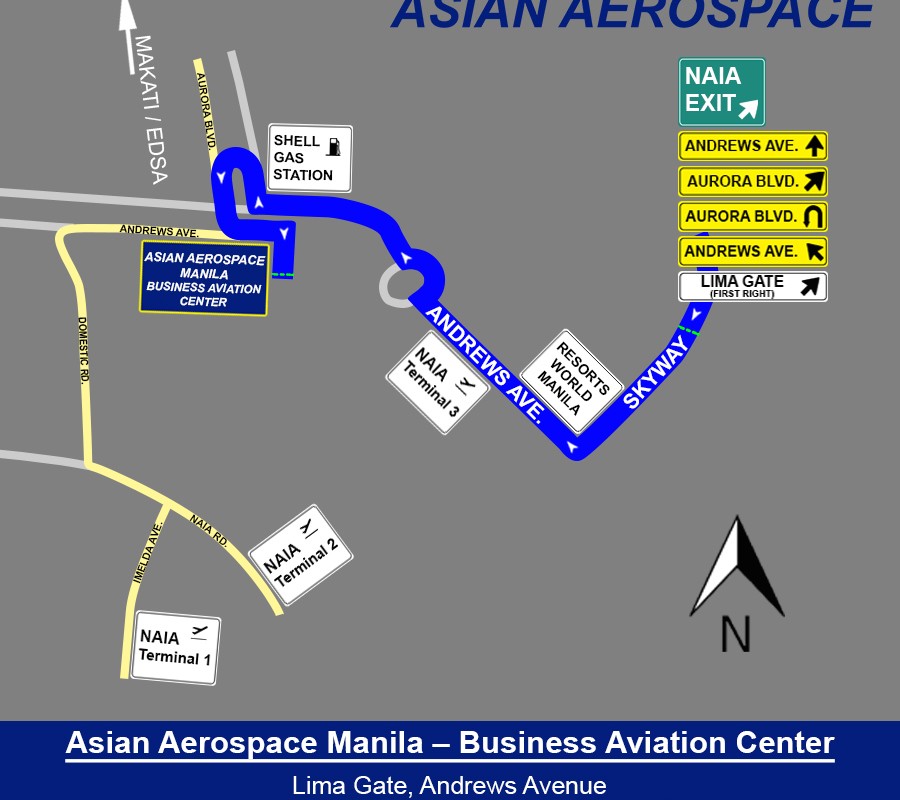 ASIAN AEROSPACE
MAKATI / EDSA
AURORA BLVD.
SHELL
GAS
STATION
NAIA
EXIT
ANDREWS AVE.
AURORA BLVD.
AURORA BLVD.
ANDREWS AVE.
LIMA GATE
(FIRST RIGHT)
ANDREWS AVE.
ASIAN AEROSPACE
MANILA
BUSINESS AVIATION
CENTER
DOMESTIC RD.
ANDREWS AVE.
NAIA
Terminal 3
RESORTS
WORLD
MANILA
SKYWAY
IMELDA AVE.
NAIA RD.
NAIA
Terminal 2
NAIA
Terminal 1
N
Asian Aerospace Manila – Business Aviation Center
Lima Gate, Andrews Avenue